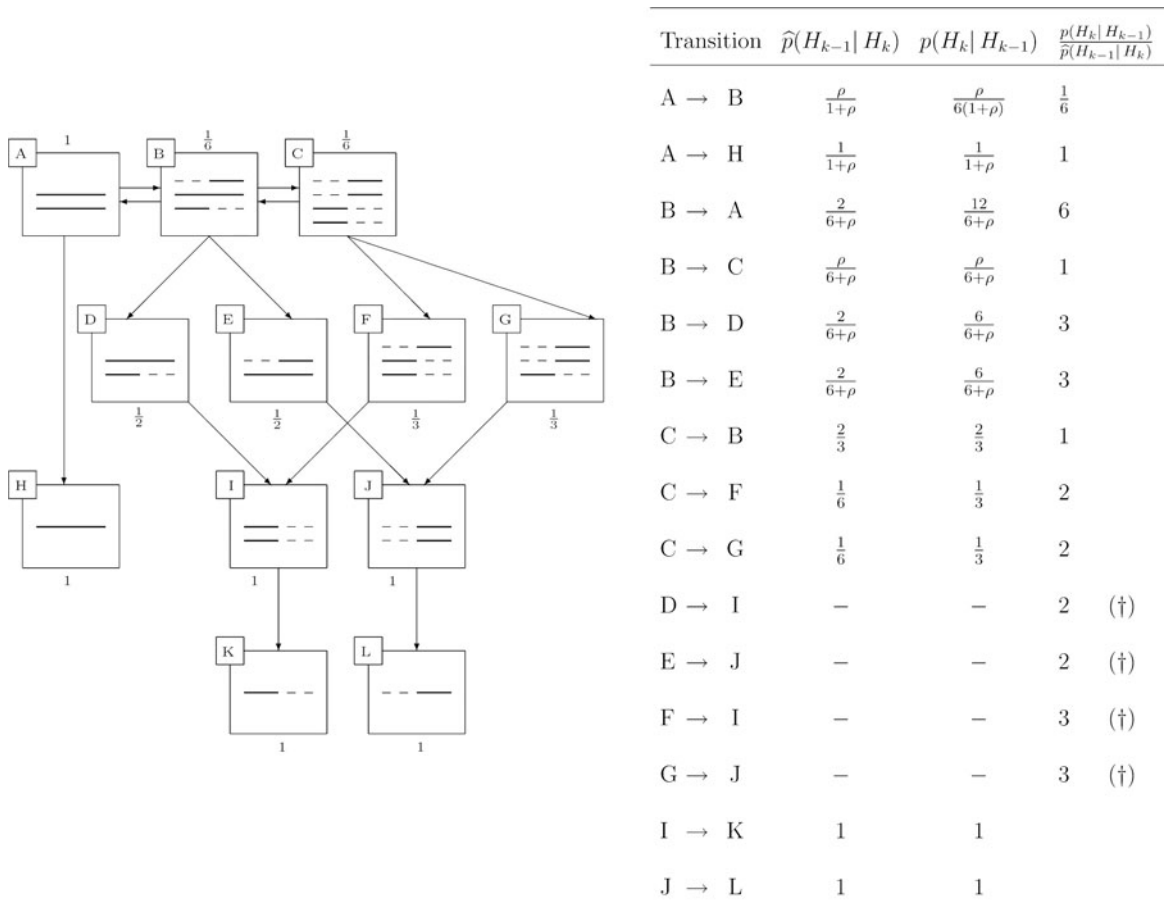 1 1/6 1/6
A B C
D E F G
1/2 1/2 1/3 1/3
H I J
1 1 1
K L
1 1
Transition p̂(H_{k−1}| H_k) p(H_k| H_{k−1}) p(H_k| H_{k−1})/p̂(H_{k−1}| H_k)
A → B ρ/(1+ρ) ρ/(6(1+ρ)) 1/6
A → H 1/(1+ρ) 1/(1+ρ) 1
B → A 2/(6+ρ) 12/(6+ρ) 6
B → C ρ/(6+ρ) ρ/(6+ρ) 1
B → D 2/(6+ρ) 6/(6+ρ) 3
B → E 2/(6+ρ) 6/(6+ρ) 3
C → B 2/3 2/3 1
C → F 1/6 1/3 2
C → G 1/6 1/3 2
D → I − − 2 (†)
E → J − − 2 (†)
F → I − − 3 (†)
G → J − − 3 (†)
I → K 1 1
J → L 1 1